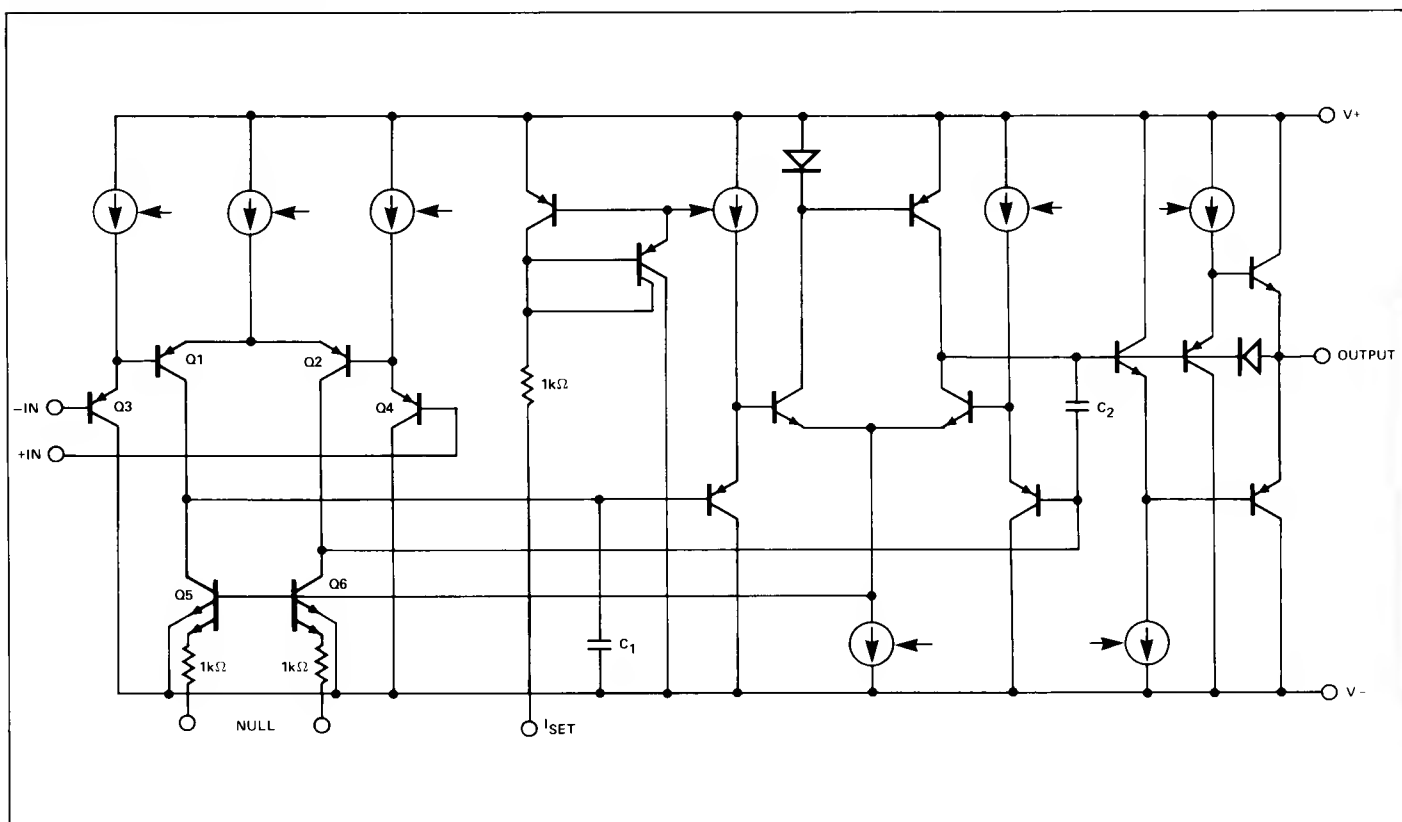 V+
Q1
Q2
-IN
Q3
Q4
1kΩ
C2
OUTPUT
+IN
Q5
Q6
1kΩ
1kΩ
C1
NULL
ISET
V-